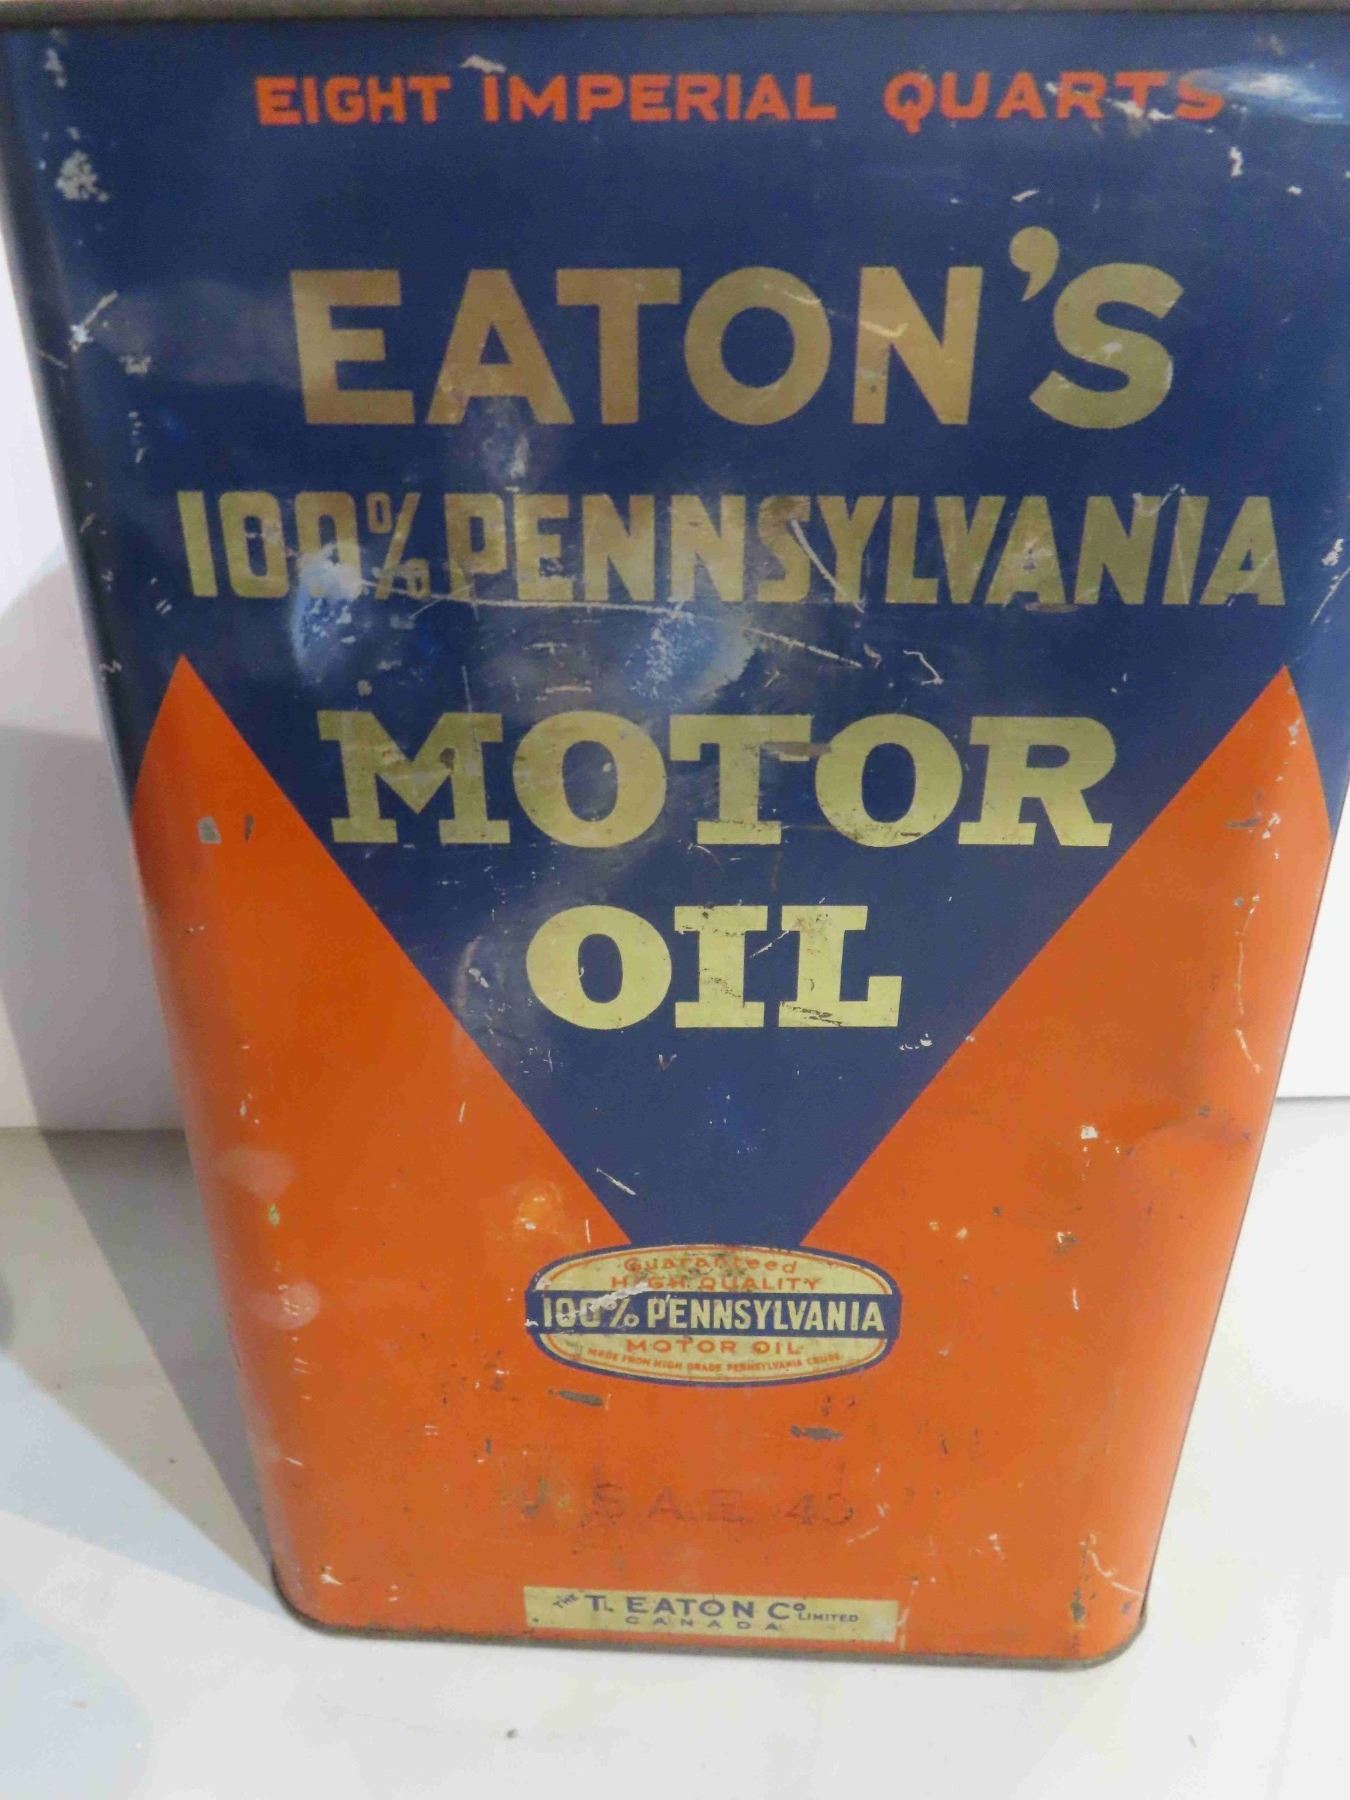 EIGHT IMPERIAL QUARTS
EATON'S
100% PENNSYLVANIA
MOTOR
OIL
Guaranteed
HIGH QUALITY
100% PENNSYLVANIA
MOTOR OIL
MADE FROM HIGH GRADE PENNSYLVANIA CRUDE
S.A.E.
THE T. EATON Co LIMITED
CANADA